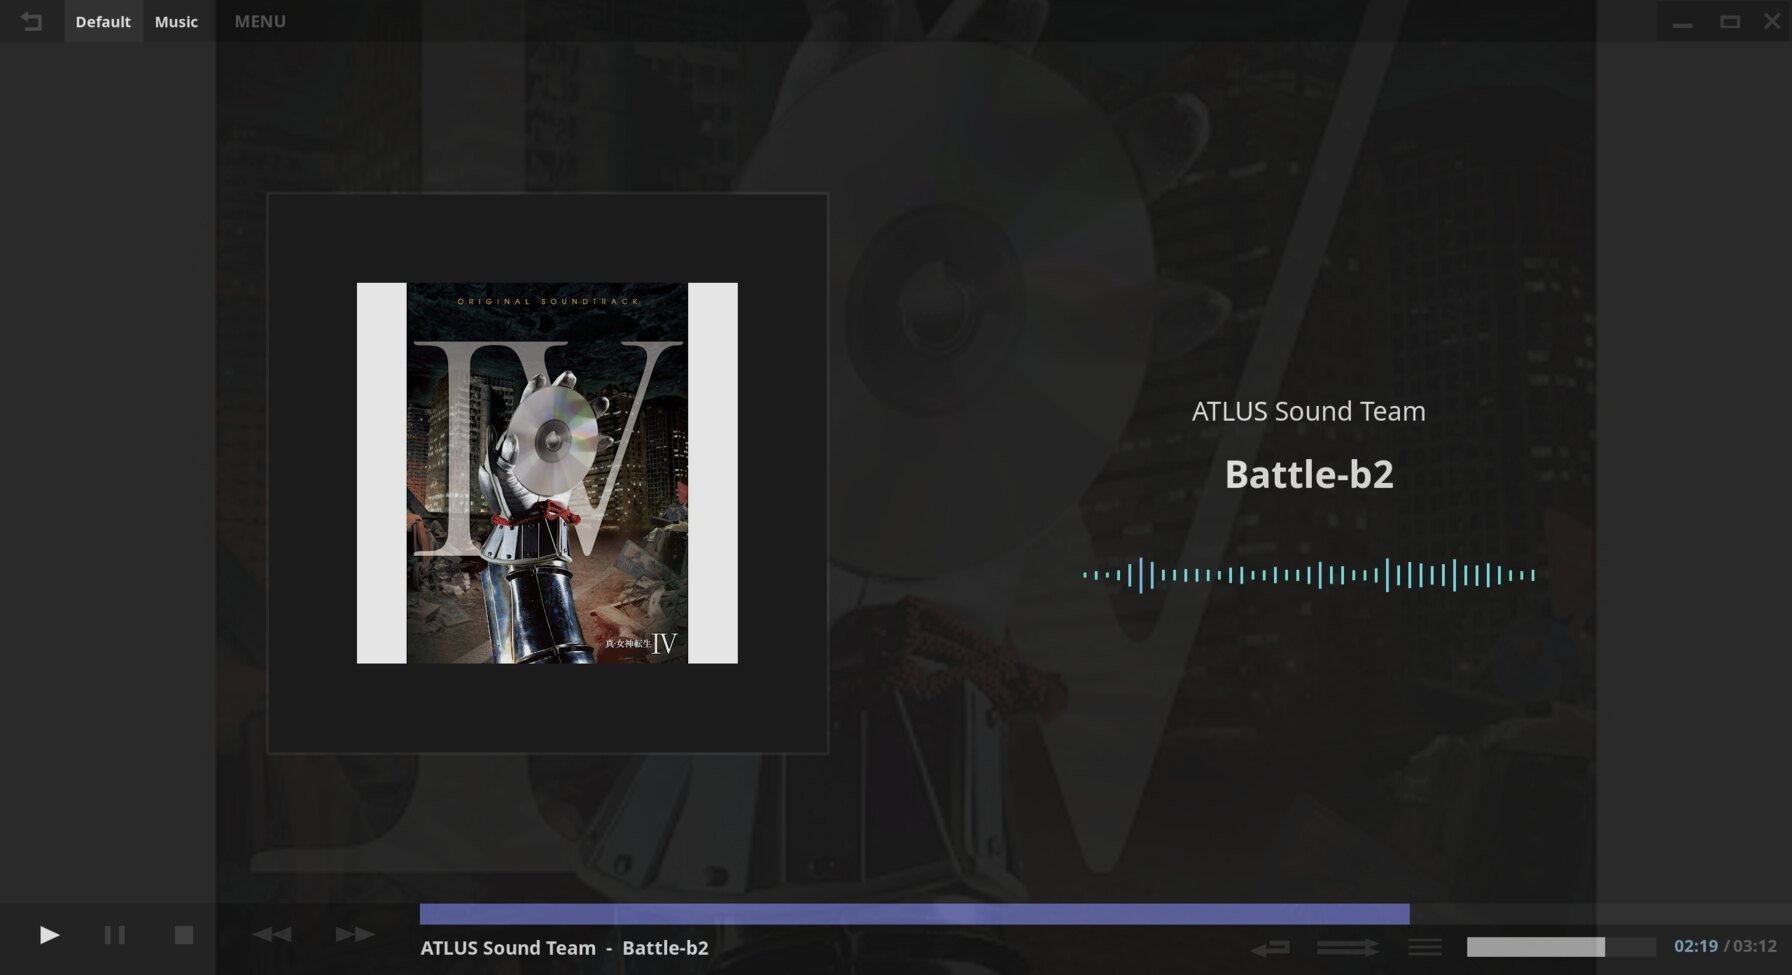 Default Music MENU
ORIGINAL SOUNDTRACK
IV
真・女神転生IV
ATLUS Sound Team
Battle-b2
ATLUS Sound Team - Battle-b2
02:19 / 03:12